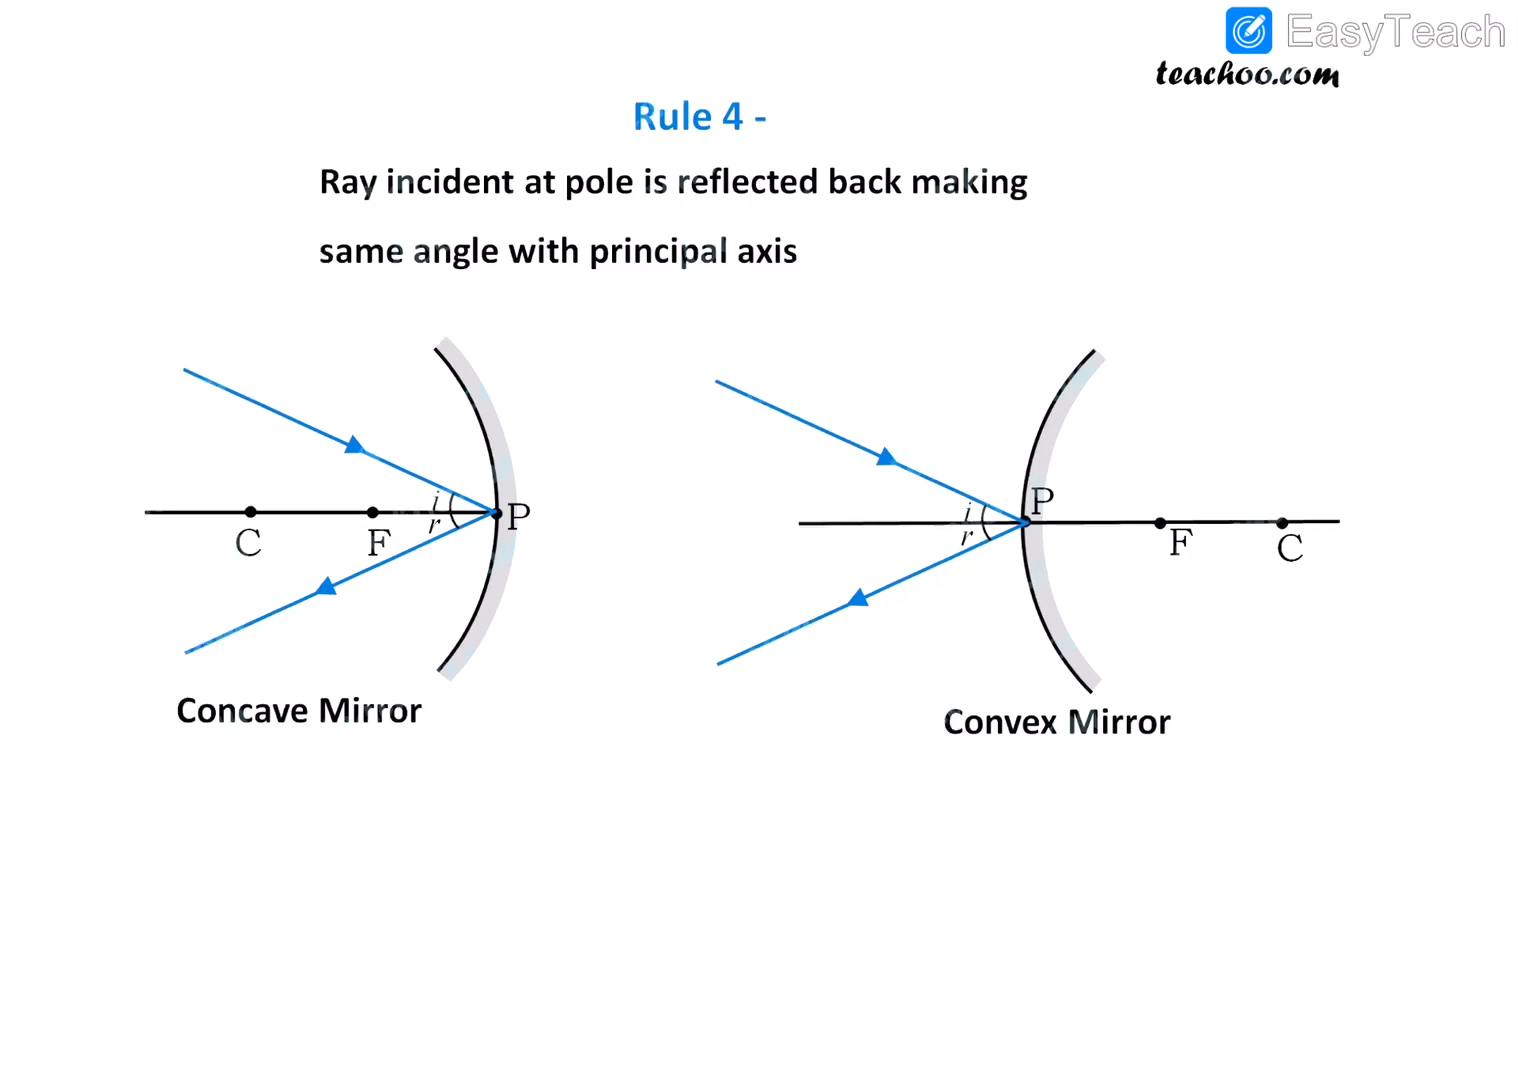 EasyTeach
teachoo.com
Rule 4 -
Ray incident at pole is reflected back making
same angle with principal axis
i
r
C
F
P
Concave Mirror
P
i
r
F
C
Convex Mirror